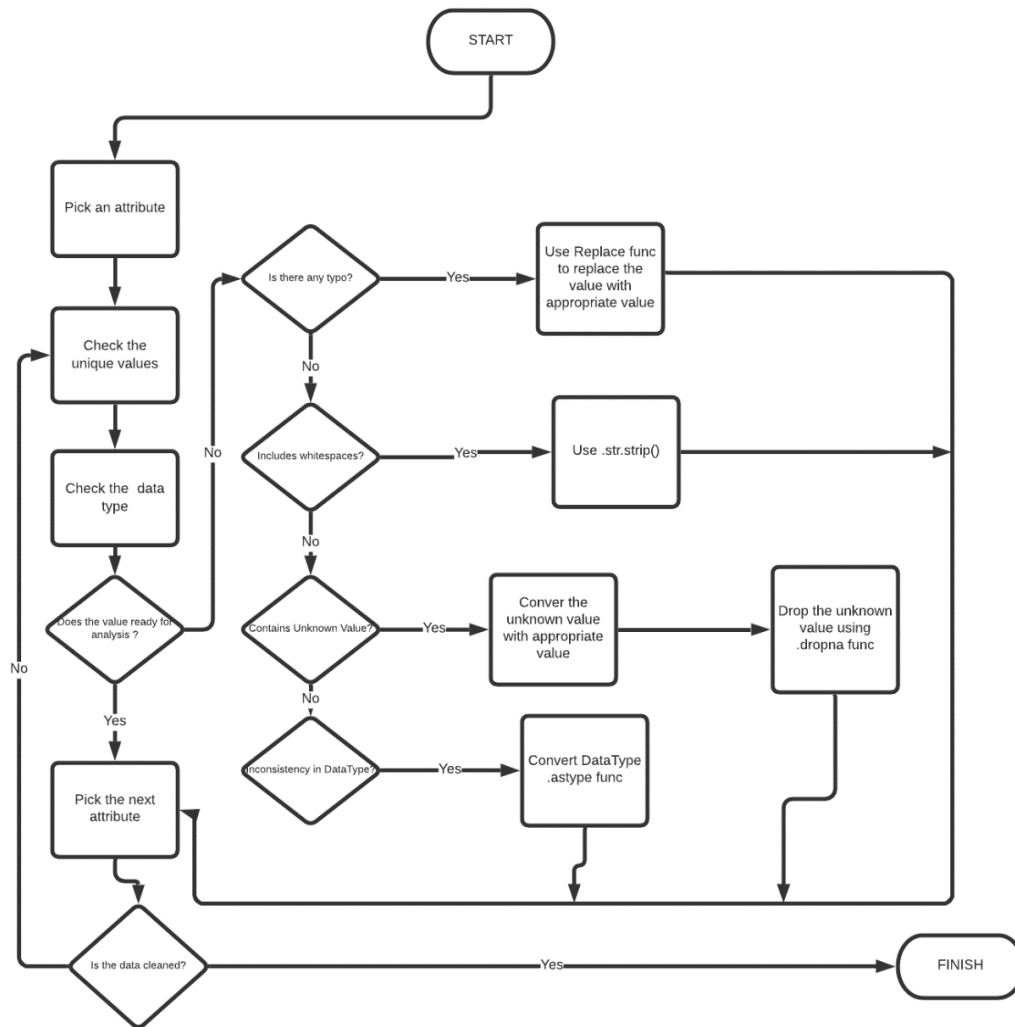 START
Pick an attribute
Check the
unique values
Check the data
type
Does the value ready for
analysis ?
Yes
No
Pick the next
attribute
Is the data cleaned?
No
Yes
FINISH
Is there any typo?
Yes
Use Replace func
to replace the
value with
appropriate value
No
Includes whitespaces?
Yes
Use .str.strip()
No
Contains Unknown Value?
Yes
Conver the
unknown value
with appropriate
value
Drop the unknown
value using
.dropna func
No
Inconsistency in DataType?
Yes
Convert DataType
.astype func